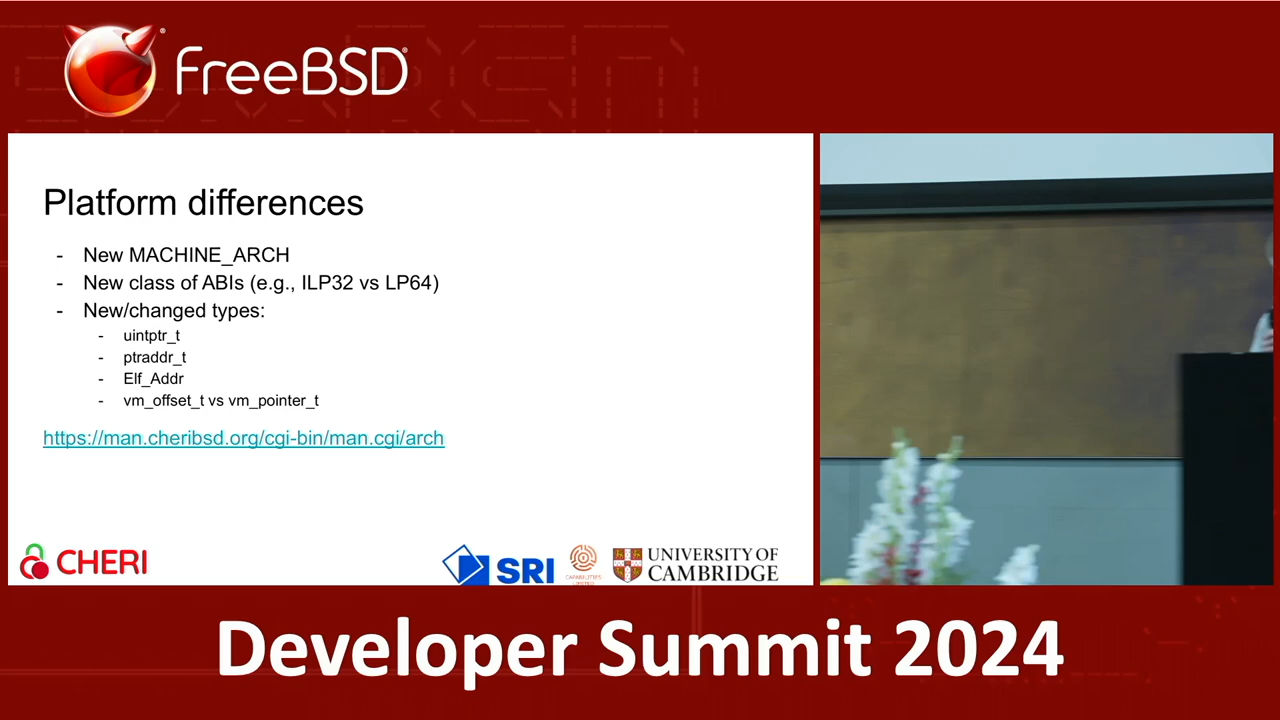 FreeBSD®
Platform differences
- New MACHINE_ARCH
- New class of ABIs (e.g., ILP32 vs LP64)
- New/changed types:
- uintptr_t
- ptraddr_t
- Elf_Addr
- vm_offset_t vs vm_pointer_t
https://man.cheribsd.org/cgi-bin/man.cgi/arch
CHERI
SRI
CAPABILITIES
LIMITED
UNIVERSITY OF
CAMBRIDGE
Developer Summit 2024